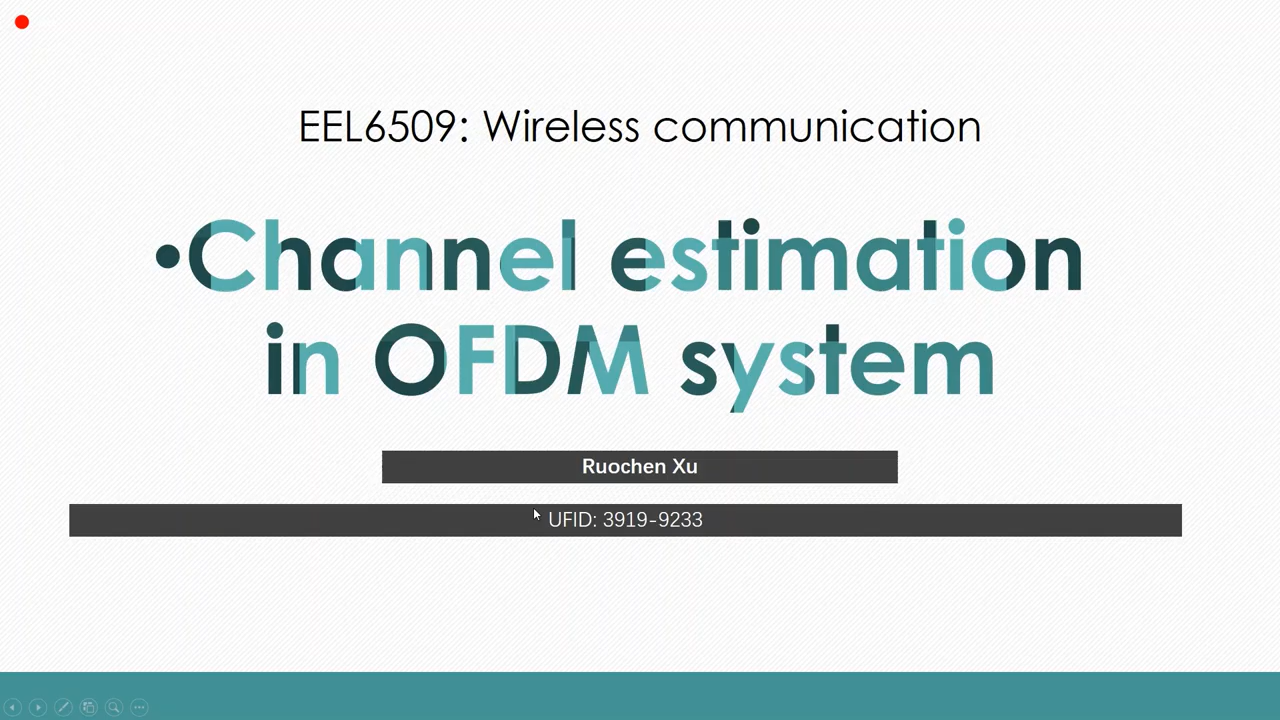 EEL6509: Wireless communication
•Channel estimation
in OFDM system
Ruochen Xu
UFID: 3919-9233